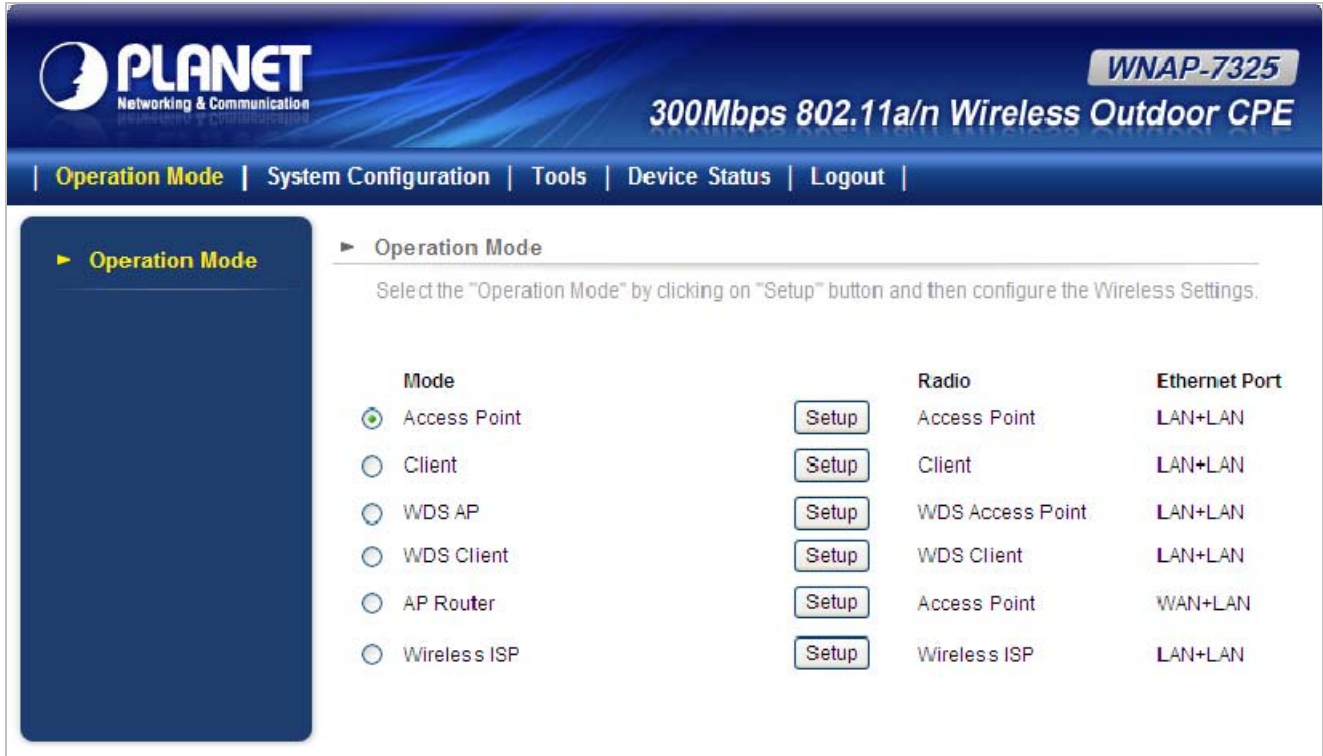 PLANET
Networking & Communication
WNAP-7325
300Mbps 802.11a/n Wireless Outdoor CPE
| Operation Mode | System Configuration | Tools | Device Status | Logout |
► Operation Mode
► Operation Mode
Select the "Operation Mode" by clicking on "Setup" button and then configure the Wireless Settings.
Mode Radio Ethernet Port
Access Point Setup Access Point LAN+LAN
Client Setup Client LAN+LAN
WDS AP Setup WDS Access Point LAN+LAN
WDS Client Setup WDS Client LAN+LAN
AP Router Setup Access Point WAN+LAN
Wireless ISP Setup Wireless ISP LAN+LAN